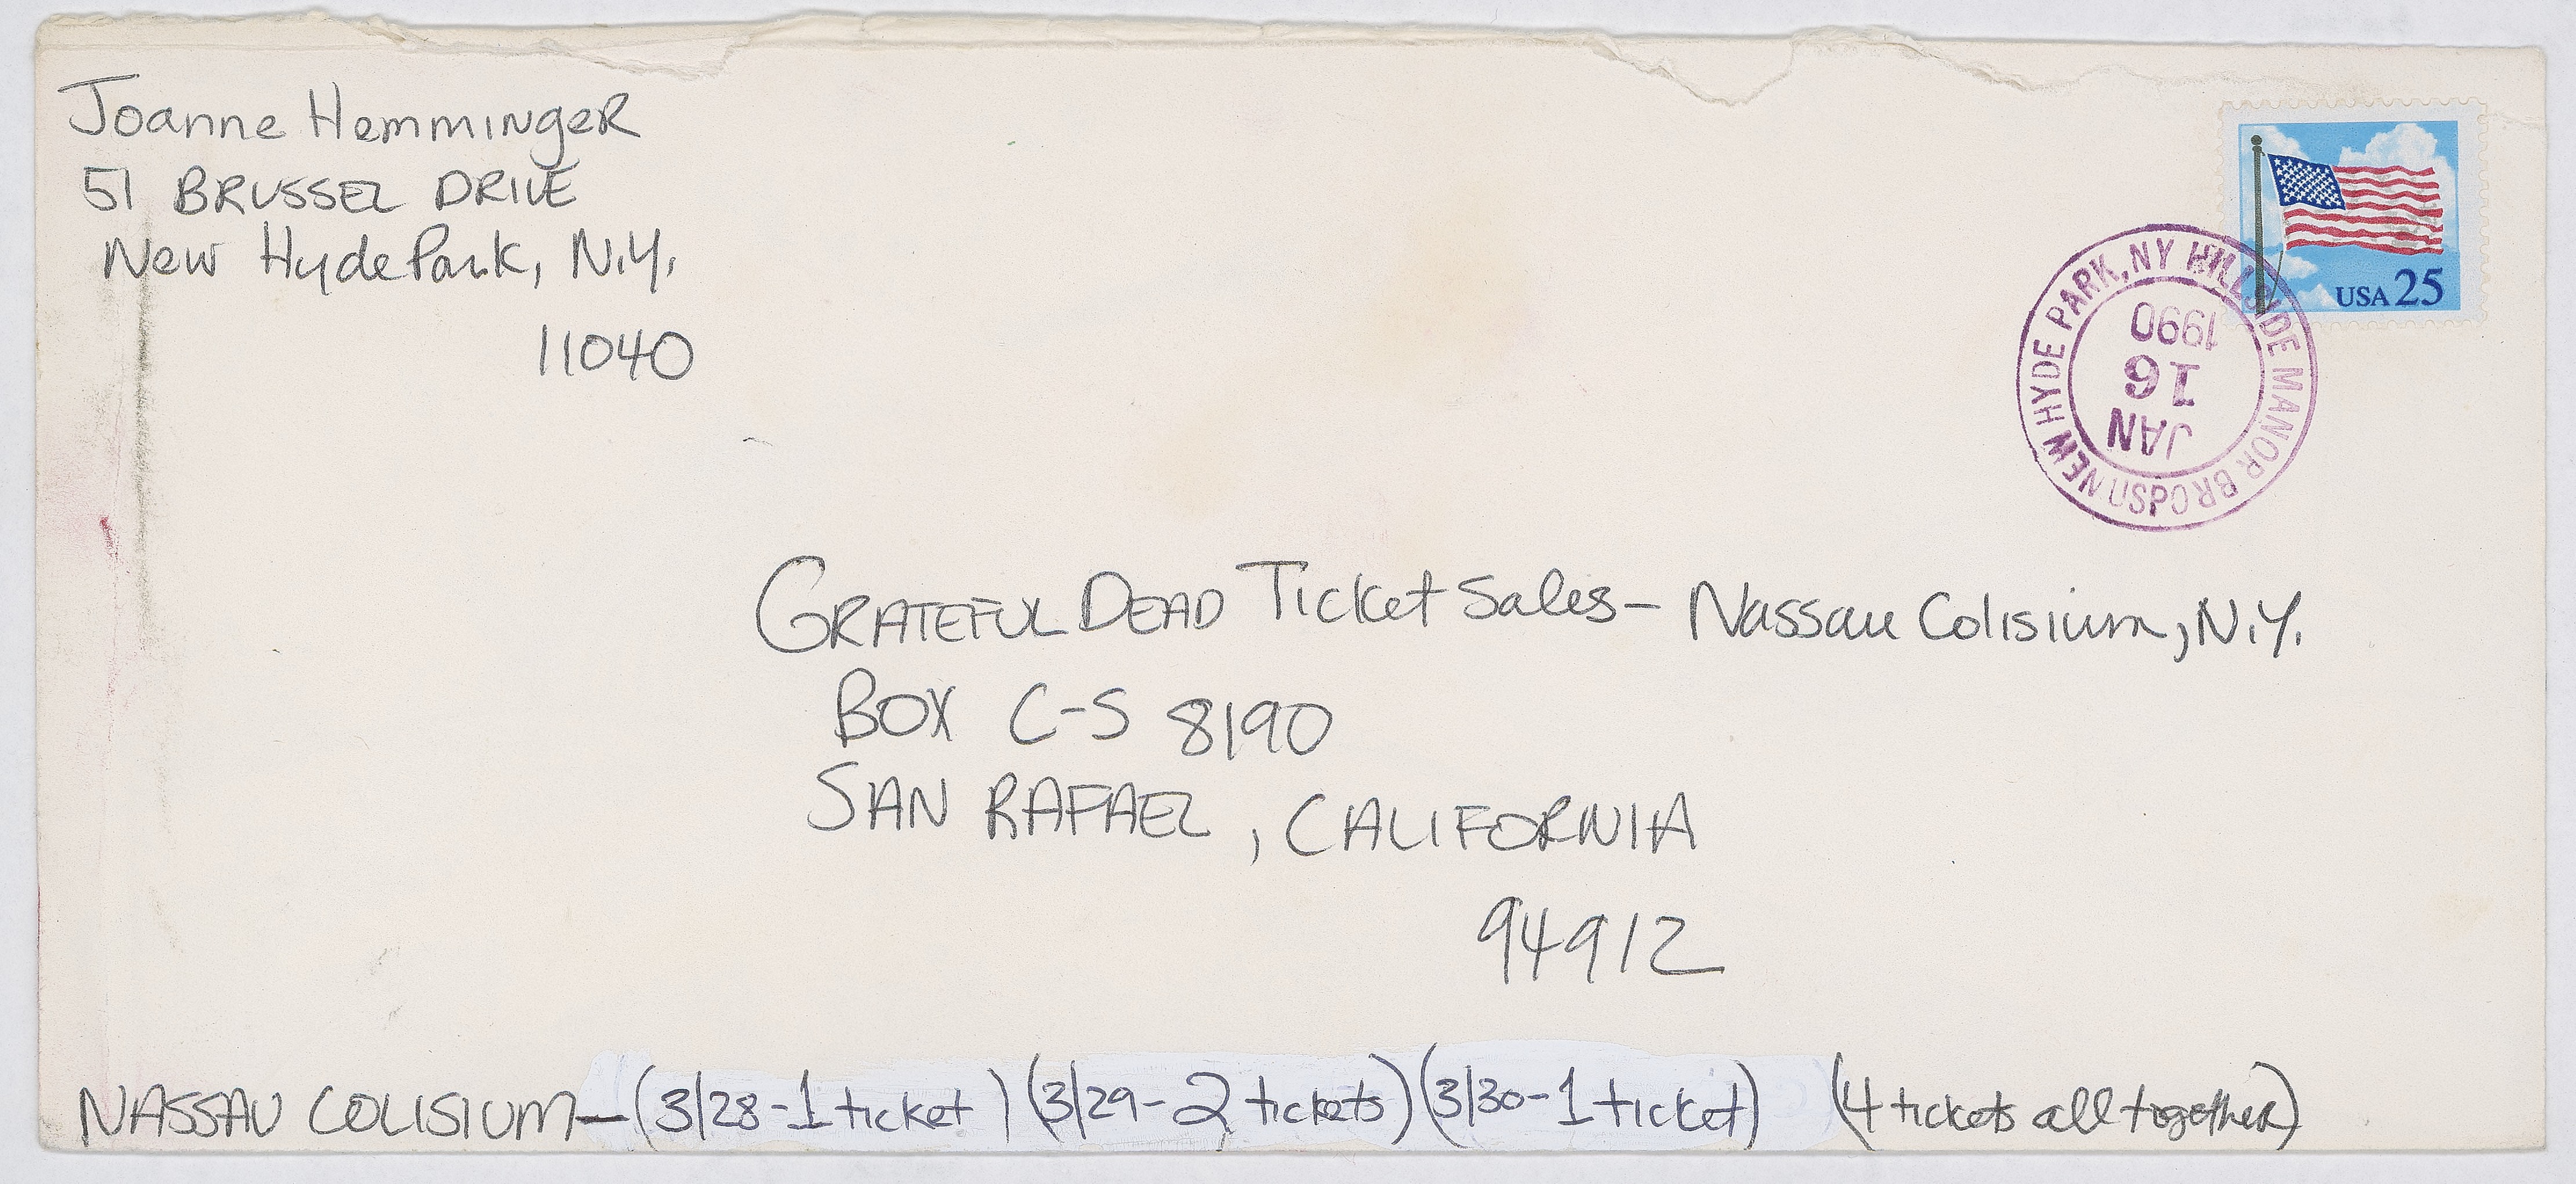 Joanne Hemminger
51 BRUSSEL DRIVE
New Hyde Park, N.Y.
11040
USA 25
NEW HYDE PARK, NY HILLSIDE MANOR BR
USPO
JAN
16
1990
GRATEFUL DEAD Ticket Sales - Nassau Colisium, N.Y.
BOX C-S 8190
SAN RAFAEL, CALIFORNIA
94912
NASSAU COLISIUM - (3/28-1 ticket) (3/29-2 tickets) (3/30-1 ticket) (4 tickets all together)